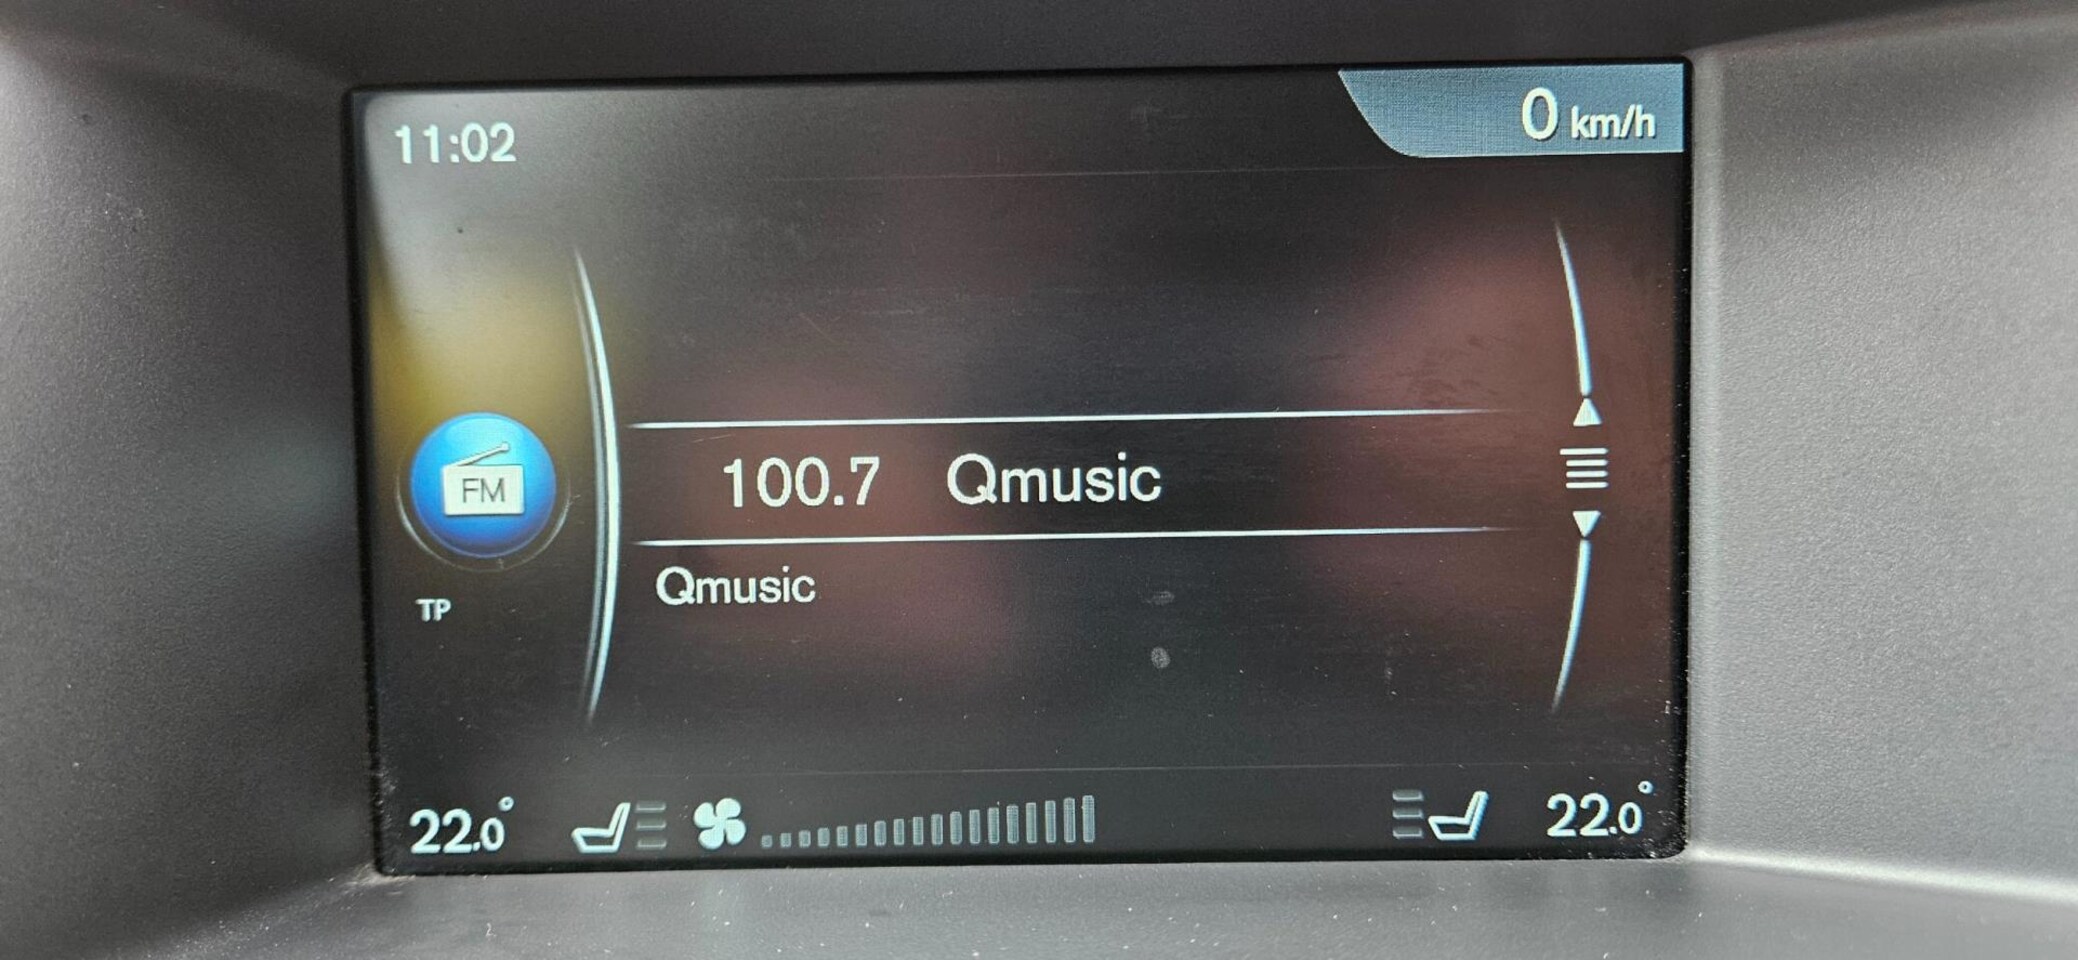 11:02
0 km/h
FM
100.7 Qmusic
Qmusic
TP
22.0° 22.0°